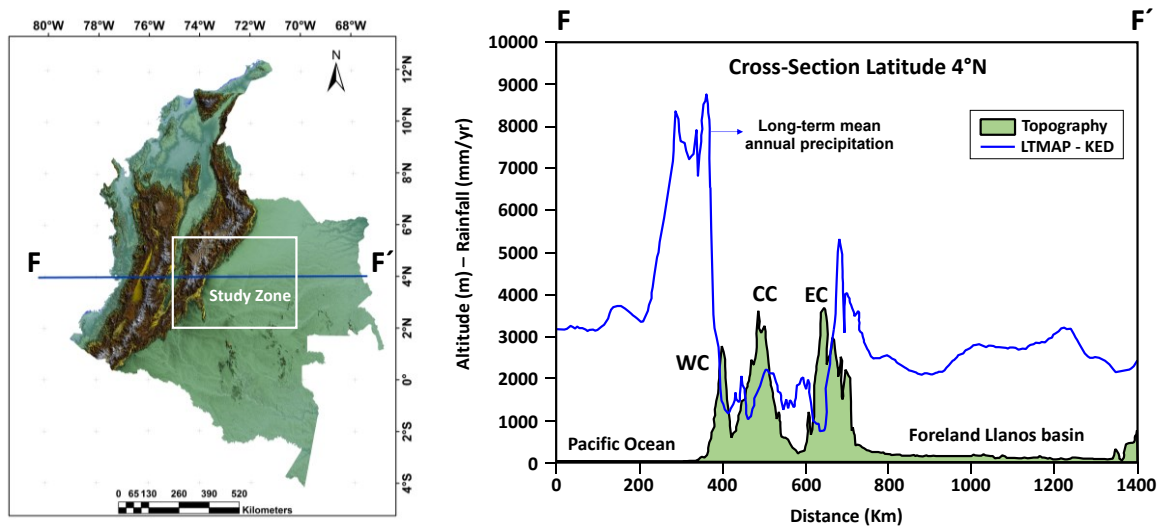 80°W 78°W 76°W 74°W 72°W 70°W 68°W
N
12°N
10°N
8°N
6°N
4°N
2°N
0°
2°S
4°S
F
F´
Study Zone
0 65 130 260 390 520
Kilometers
F
F´
Cross-Section Latitude 4°N
Altitude (m) – Rainfall (mm/yr)
10000
9000
8000
7000
6000
5000
4000
3000
2000
1000
0
Long-term mean
annual precipitation
Topography
LTMAP - KED
WC
CC
EC
Pacific Ocean
Foreland Llanos basin
0 200 400 600 800 1000 1200 1400
Distance (Km)